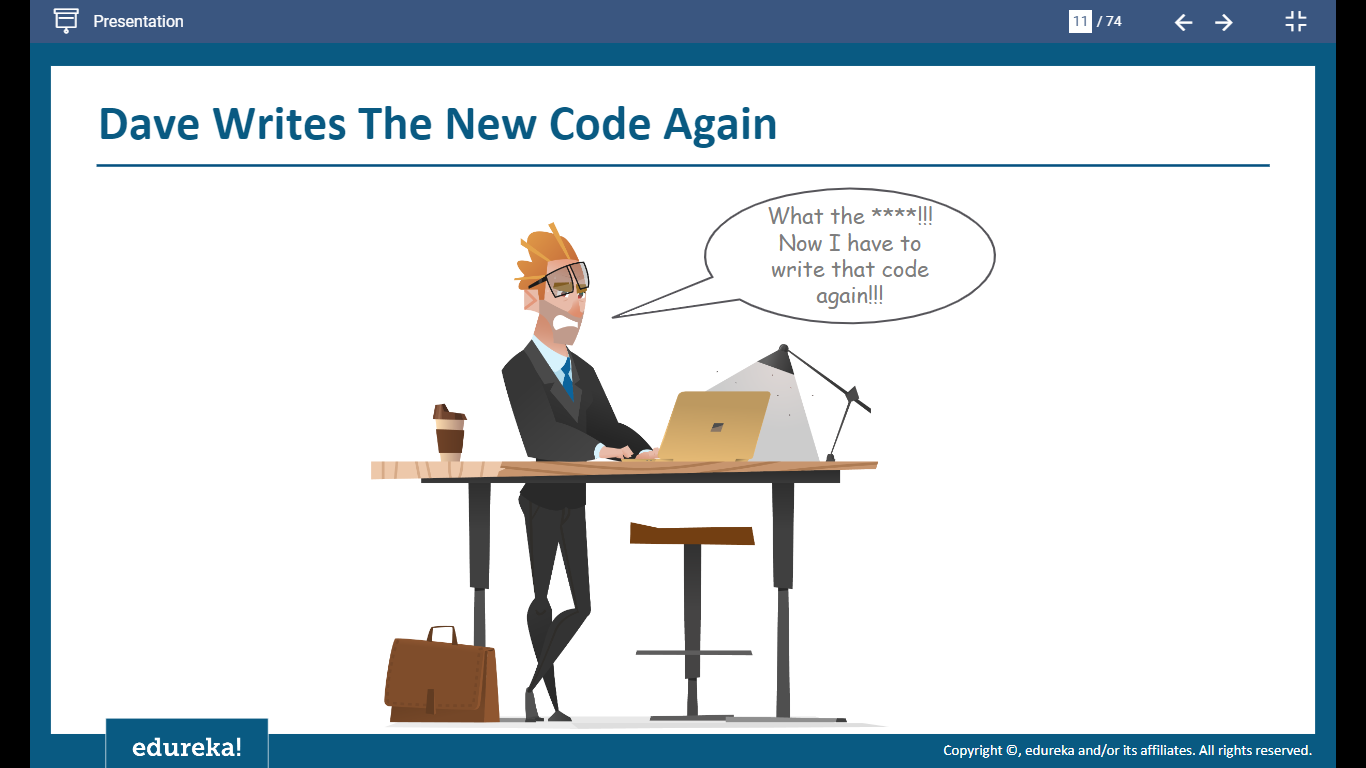 Presentation
11 / 74
Dave Writes The New Code Again
What the ****!!!
Now I have to
write that code
again!!!
edureka!
Copyright ©, edureka and/or its affiliates. All rights reserved.